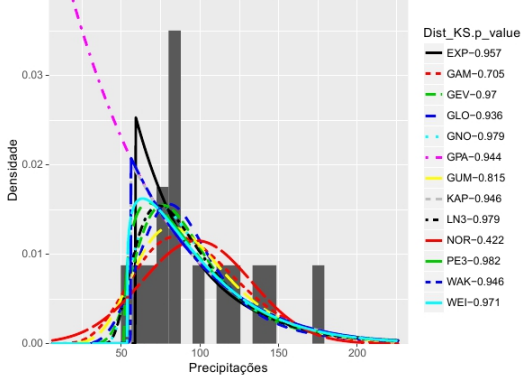 Dist_KS.p_value
EXP−0.957
GAM−0.705
GEV−0.97
GLO−0.936
GNO−0.979
GPA−0.944
GUM−0.815
KAP−0.946
LN3−0.979
NOR−0.422
PE3−0.982
WAK−0.946
WEI−0.971
Densidade
0.03
0.02
0.01
0.00
50 100 150 200
Precipitações